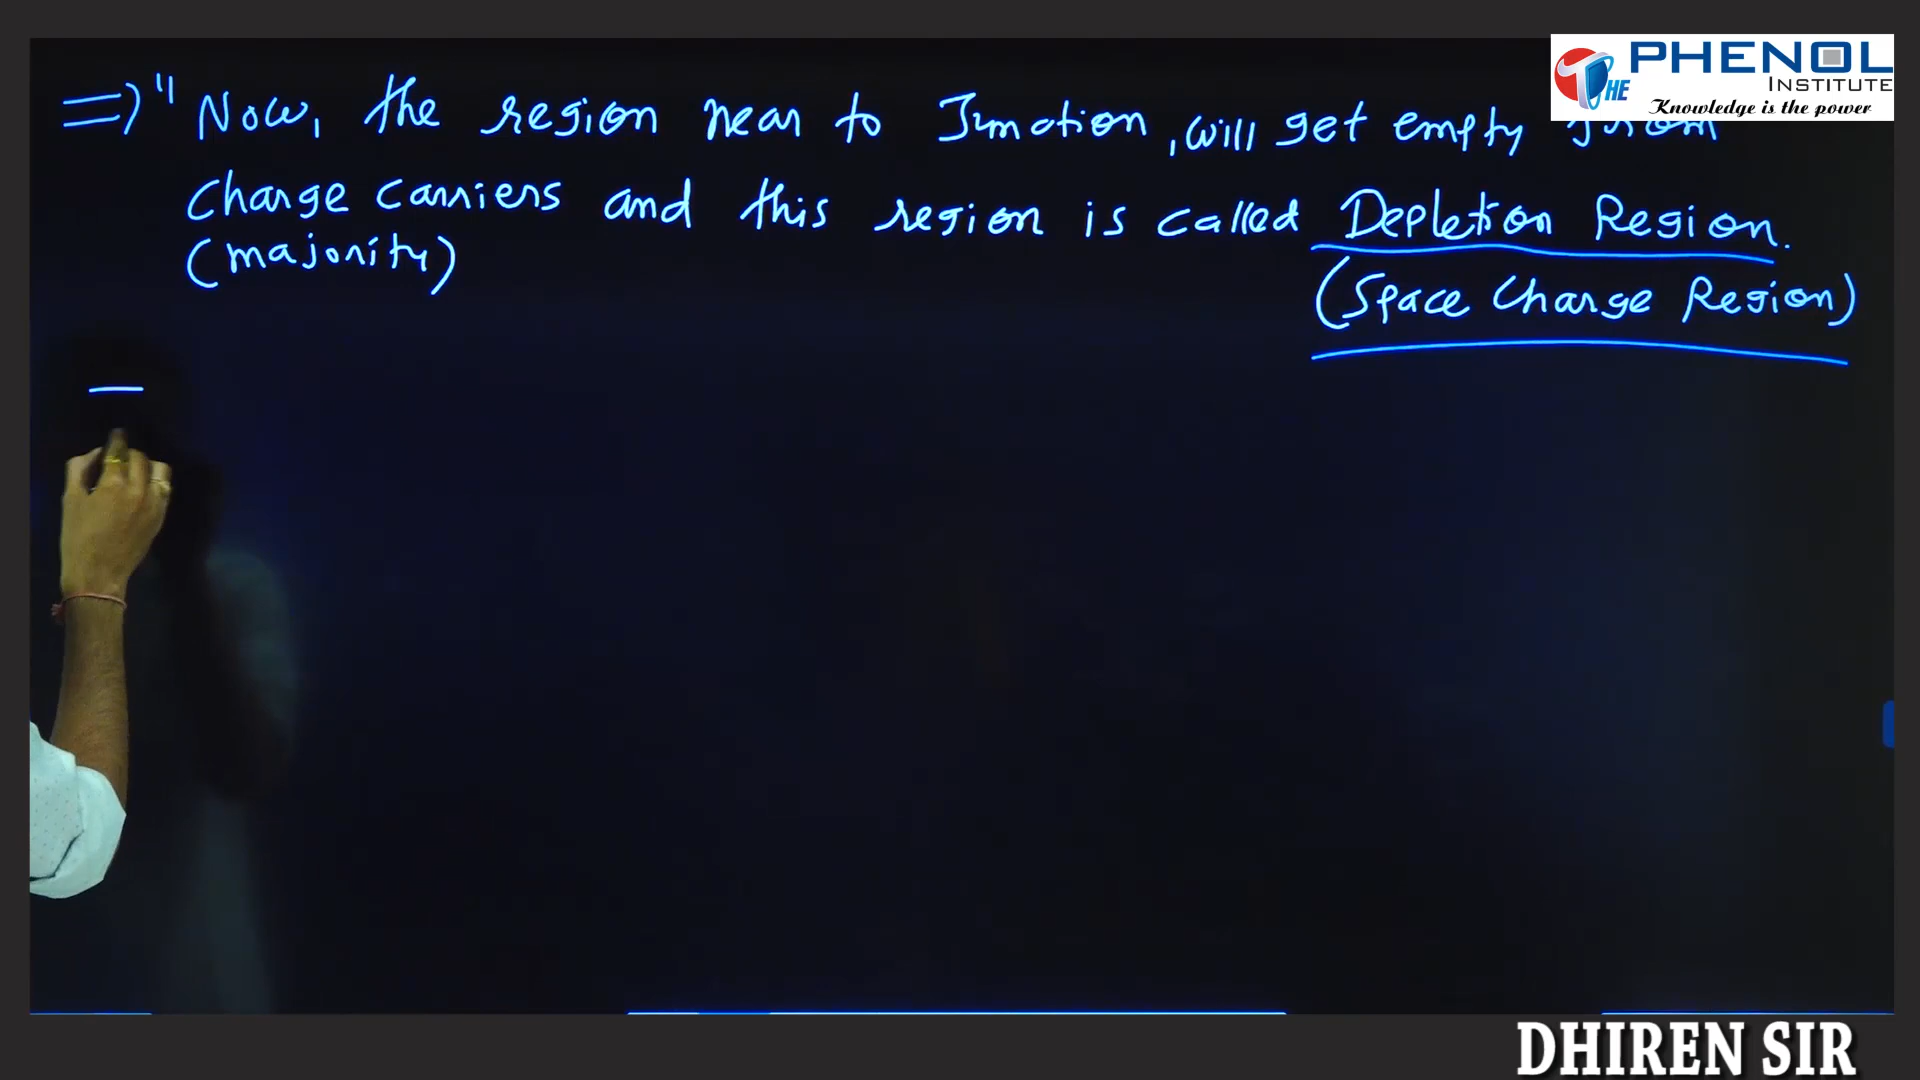 THE PHENOL
INSTITUTE
Knowledge is the power
=> " Now, the region near to Junction, will get empty from
Charge carriers and this region is called Depletion Region.
(majority)
(Space Charge Region)
DHIREN SIR